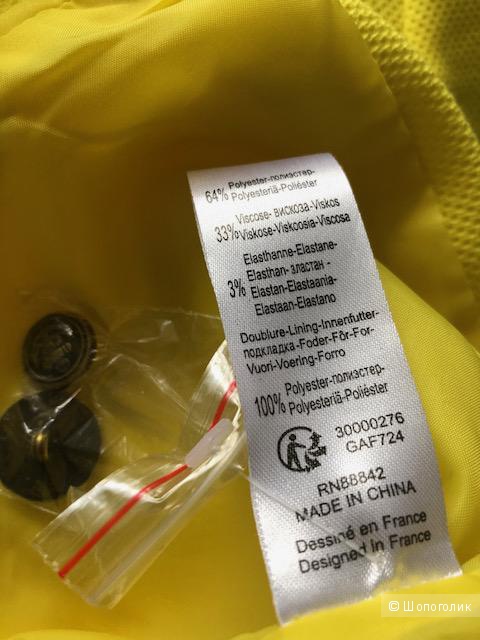 64% Polyester-полиэстер-
Polyesteriä-Poliéster
Viscose- вискоза-Viskos
33% Viskose-Viskoosia-Viscosa
Elasthanne-Elastane-
Elasthan- эластан -
3% Elastan-Elastaania-
Elastaan-Elastano
Doublure-Lining-Innenfutter-
подкладка-Foder-Fôr-For-
Vuori-Voering-Forro
100% Polyester-полиэстер-
Polyesteriä-Poliéster
30000276
GAF724
RN88842
MADE IN CHINA
Dessiné en France
Designed In France
© Шопоголик